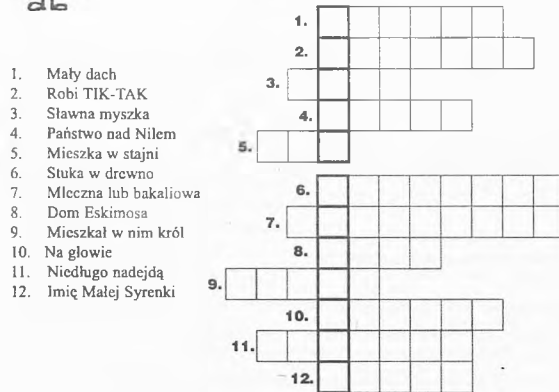 1. Mały dach
2. Robi TIK-TAK
3. Sławna myszka
4. Państwo nad Nilem
5. Mieszka w stajni
6. Stuka w drewno
7. Mleczna lub bakaliowa
8. Dom Eskimosa
9. Mieszkał w nim król
10. Na głowie
11. Niedługo nadejdą
12. Imię Małej Syrenki
1.
2.
3.
4.
5.
6.
7.
8.
9.
10.
11.
12.